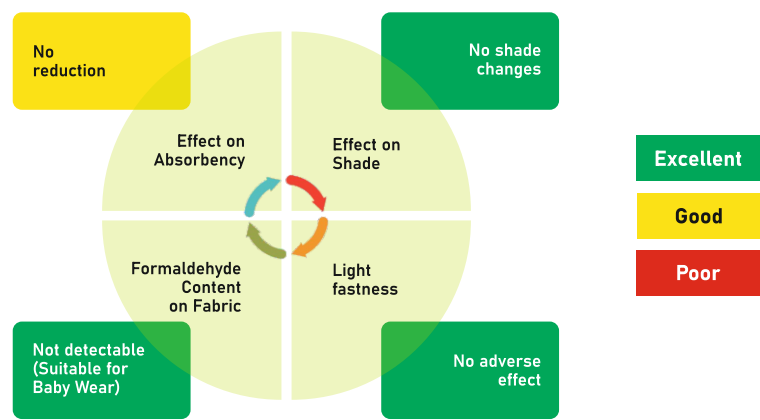 No
reduction
No shade
changes
Effect on
Absorbency
Effect on
Shade
Excellent
Good
Poor
Formaldehyde
Content
on Fabric
Light
fastness
Not detectable
(Suitable for
Baby Wear)
No adverse
effect